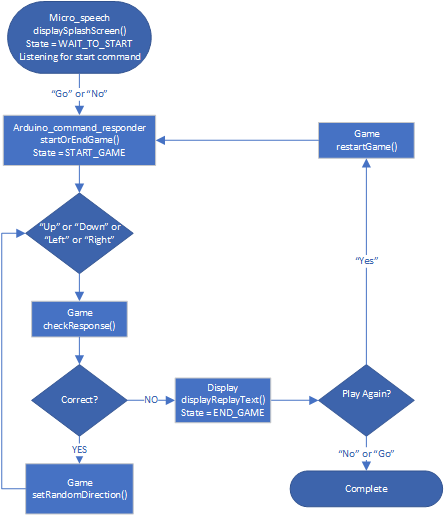 Micro_speech
displaySplashScreen()
State = WAIT_TO_START
Listening for start command
“Go” or “No”
Arduino_command_responder
startOrEndGame()
State = START_GAME
Game
restartGame()
“Up” or “Down” or
“Left” or “Right”
“Yes”
Game
checkResponse()
Correct?
NO
Display
displayReplayText()
State = END_GAME
Play Again?
YES
“No” or “Go”
Game
setRandomDirection()
Complete